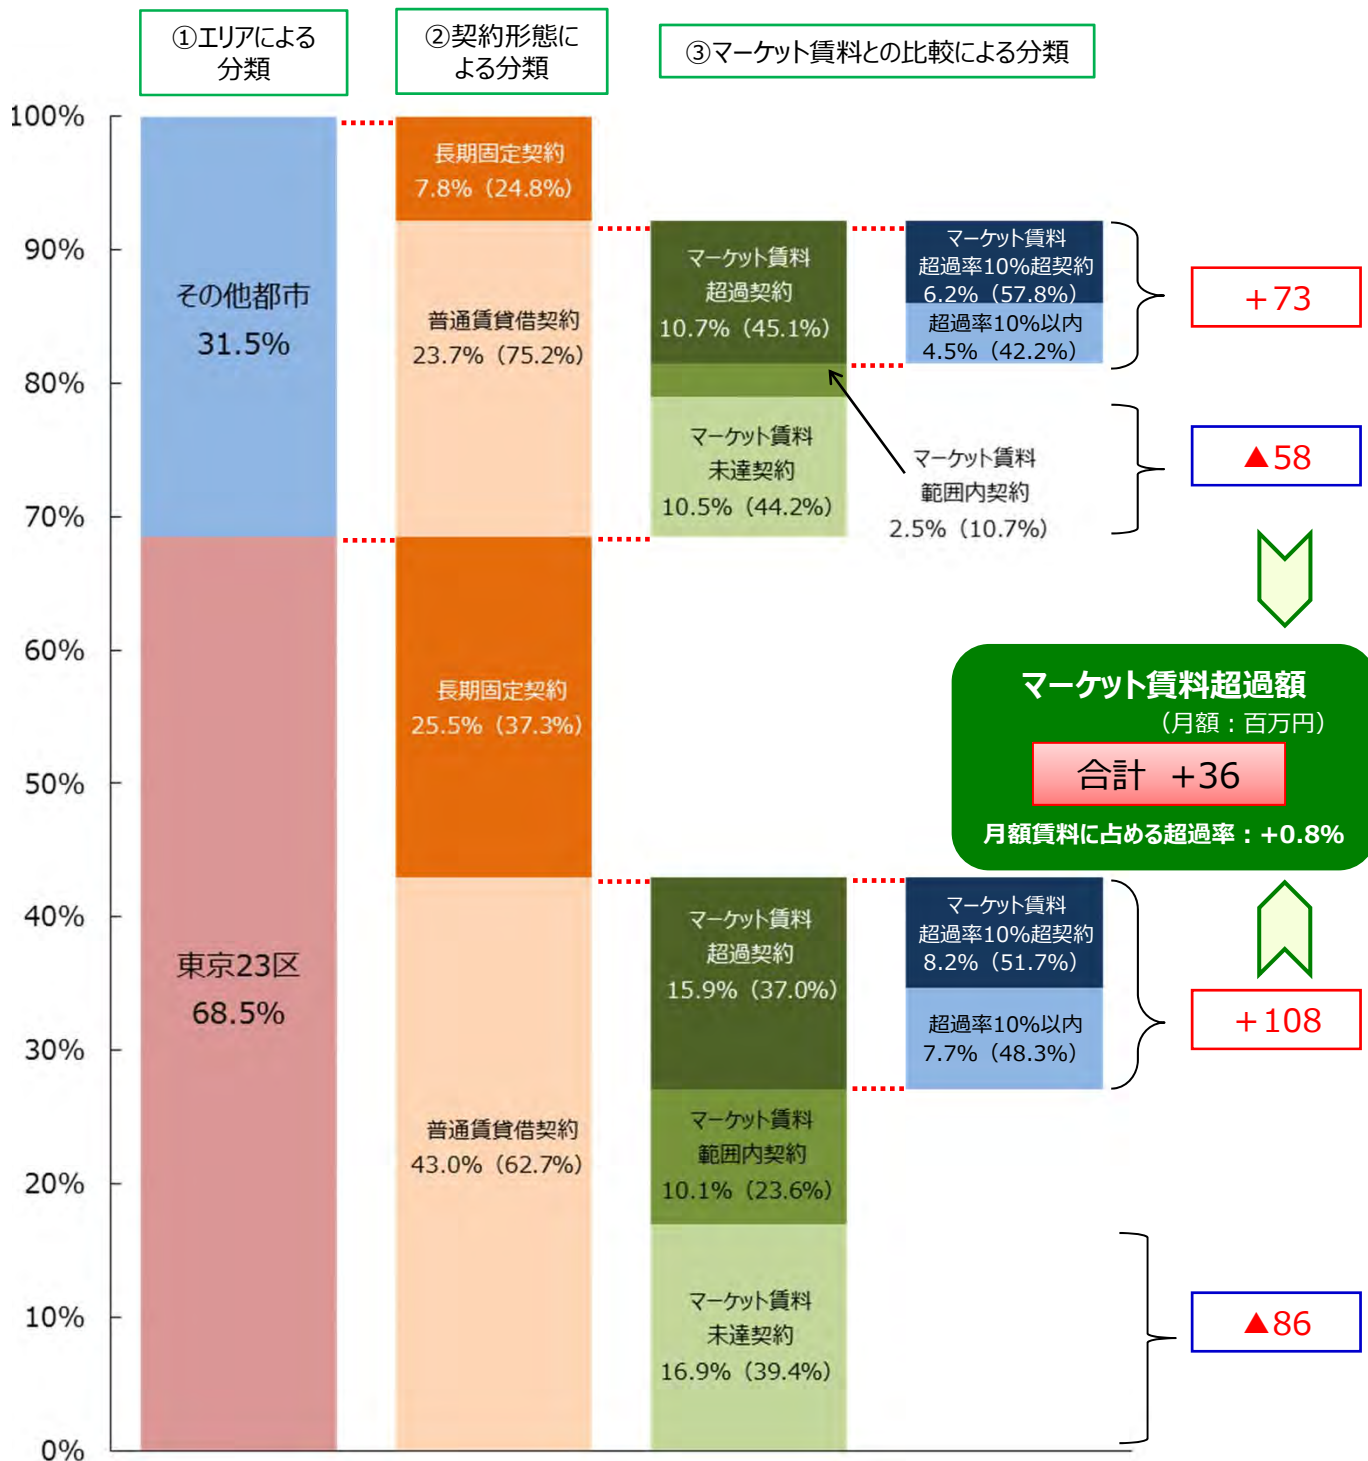 ①エリアによる
分類
②契約形態に
よる分類
③マーケット賃料との比較による分類
100%
90%
80%
70%
60%
50%
40%
30%
20%
10%
0%
その他都市
31.5%
東京23区
68.5%
長期固定契約
7.8%（24.8%）
普通賃貸借契約
23.7%（75.2%）
長期固定契約
25.5%（37.3%）
普通賃貸借契約
43.0%（62.7%）
マーケット賃料
超過契約
10.7%（45.1%）
マーケット賃料
未達契約
10.5%（44.2%）
マーケット賃料
範囲内契約
2.5%（10.7%）
マーケット賃料
超過契約
15.9%（37.0%）
マーケット賃料
範囲内契約
10.1%（23.6%）
マーケット賃料
未達契約
16.9%（39.4%）
マーケット賃料
超過率10%超契約
6.2%（57.8%）
超過率10%以内
4.5%（42.2%）
マーケット賃料
超過率10%超契約
8.2%（51.7%）
超過率10%以内
7.7%（48.3%）
+73
▲58
マーケット賃料超過額
（月額：百万円）
合計 +36
月額賃料に占める超過率：+0.8%
+108
▲86